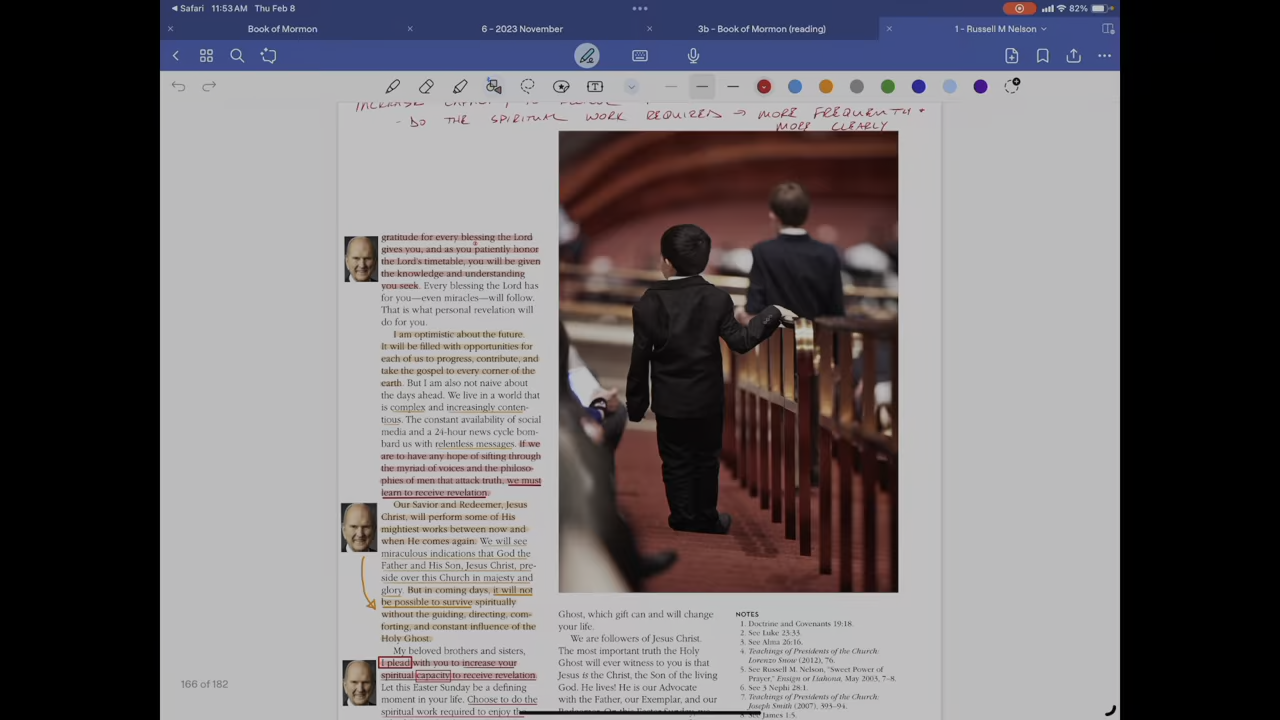 Safari 11:53 AM Thu Feb 8
82%
Book of Mormon
6 - 2023 November
3b - Book of Mormon (reading)
1 - Russell M Nelson
INCREASE CAPACITY TO
- DO THE SPIRITUAL WORK REQUIRED → MORE FREQUENTLY +
MORE CLEARLY
gratitude for every blessing the Lord
gives you, and as you patiently honor
the Lord's timetable, you will be given
the knowledge and understanding
you seek. Every blessing the Lord has
for you—even miracles—will follow.
That is what personal revelation will
do for you.
I am optimistic about the future.
It will be filled with opportunities for
each of us to progress, contribute, and
take the gospel to every corner of the
earth. But I am also not naive about
the days ahead. We live in a world that
is complex and increasingly conten-
tious. The constant availability of social
media and a 24-hour news cycle bom-
bard us with relentless messages. If we
are to have any hope of sifting through
the myriad of voices and the philoso-
phies of men that attack truth, we must
learn to receive revelation.
Our Savior and Redeemer, Jesus
Christ, will perform some of His
mightiest works between now and
when He comes again. We will see
miraculous indications that God the
Father and His Son, Jesus Christ, pre-
side over this Church in majesty and
glory. But in coming days, it will not
be possible to survive spiritually
without the guiding, directing, com-
forting, and constant influence of the
Holy Ghost.
My beloved brothers and sisters,
I plead with you to increase your
spiritual capacity to receive revelation.
Let this Easter Sunday be a defining
moment in your life. Choose to do the
spiritual work required to enjoy the
Ghost, which gift can and will change
your life.
We are followers of Jesus Christ.
The most important truth the Holy
Ghost will ever witness to you is that
Jesus is the Christ, the Son of the living
God. He lives! He is our Advocate
with the Father, our Exemplar, and our
Redeemer. On this Easter Sunday, we
NOTES
1. Doctrine and Covenants 19:18.
2. See Luke 23:33.
3. See Alma 26:16.
4. Teachings of Presidents of the Church:
Lorenzo Snow (2012), 76.
5. See Russell M. Nelson, "Sweet Power of
Prayer," Ensign or Liahona, May 2003, 7–8.
6. See 3 Nephi 28:1.
7. Teachings of Presidents of the Church:
Joseph Smith (2007), 393–94.
8. See James 1:5.
166 of 182